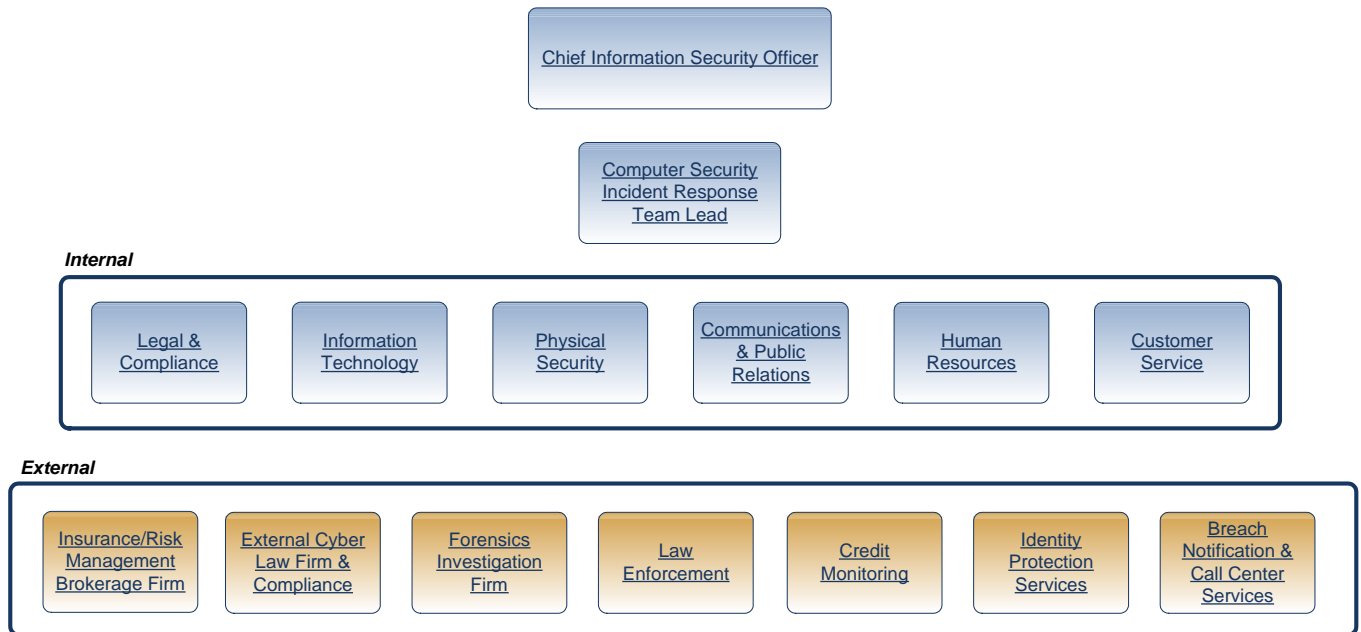 Chief Information Security Officer
Computer Security
Incident Response
Team Lead
Internal
Legal &
Compliance
Information
Technology
Physical
Security
Communications
& Public
Relations
Human
Resources
Customer
Service
External
Insurance/Risk
Management
Brokerage Firm
External Cyber
Law Firm &
Compliance
Forensics
Investigation
Firm
Law
Enforcement
Credit
Monitoring
Identity
Protection
Services
Breach
Notification &
Call Center
Services